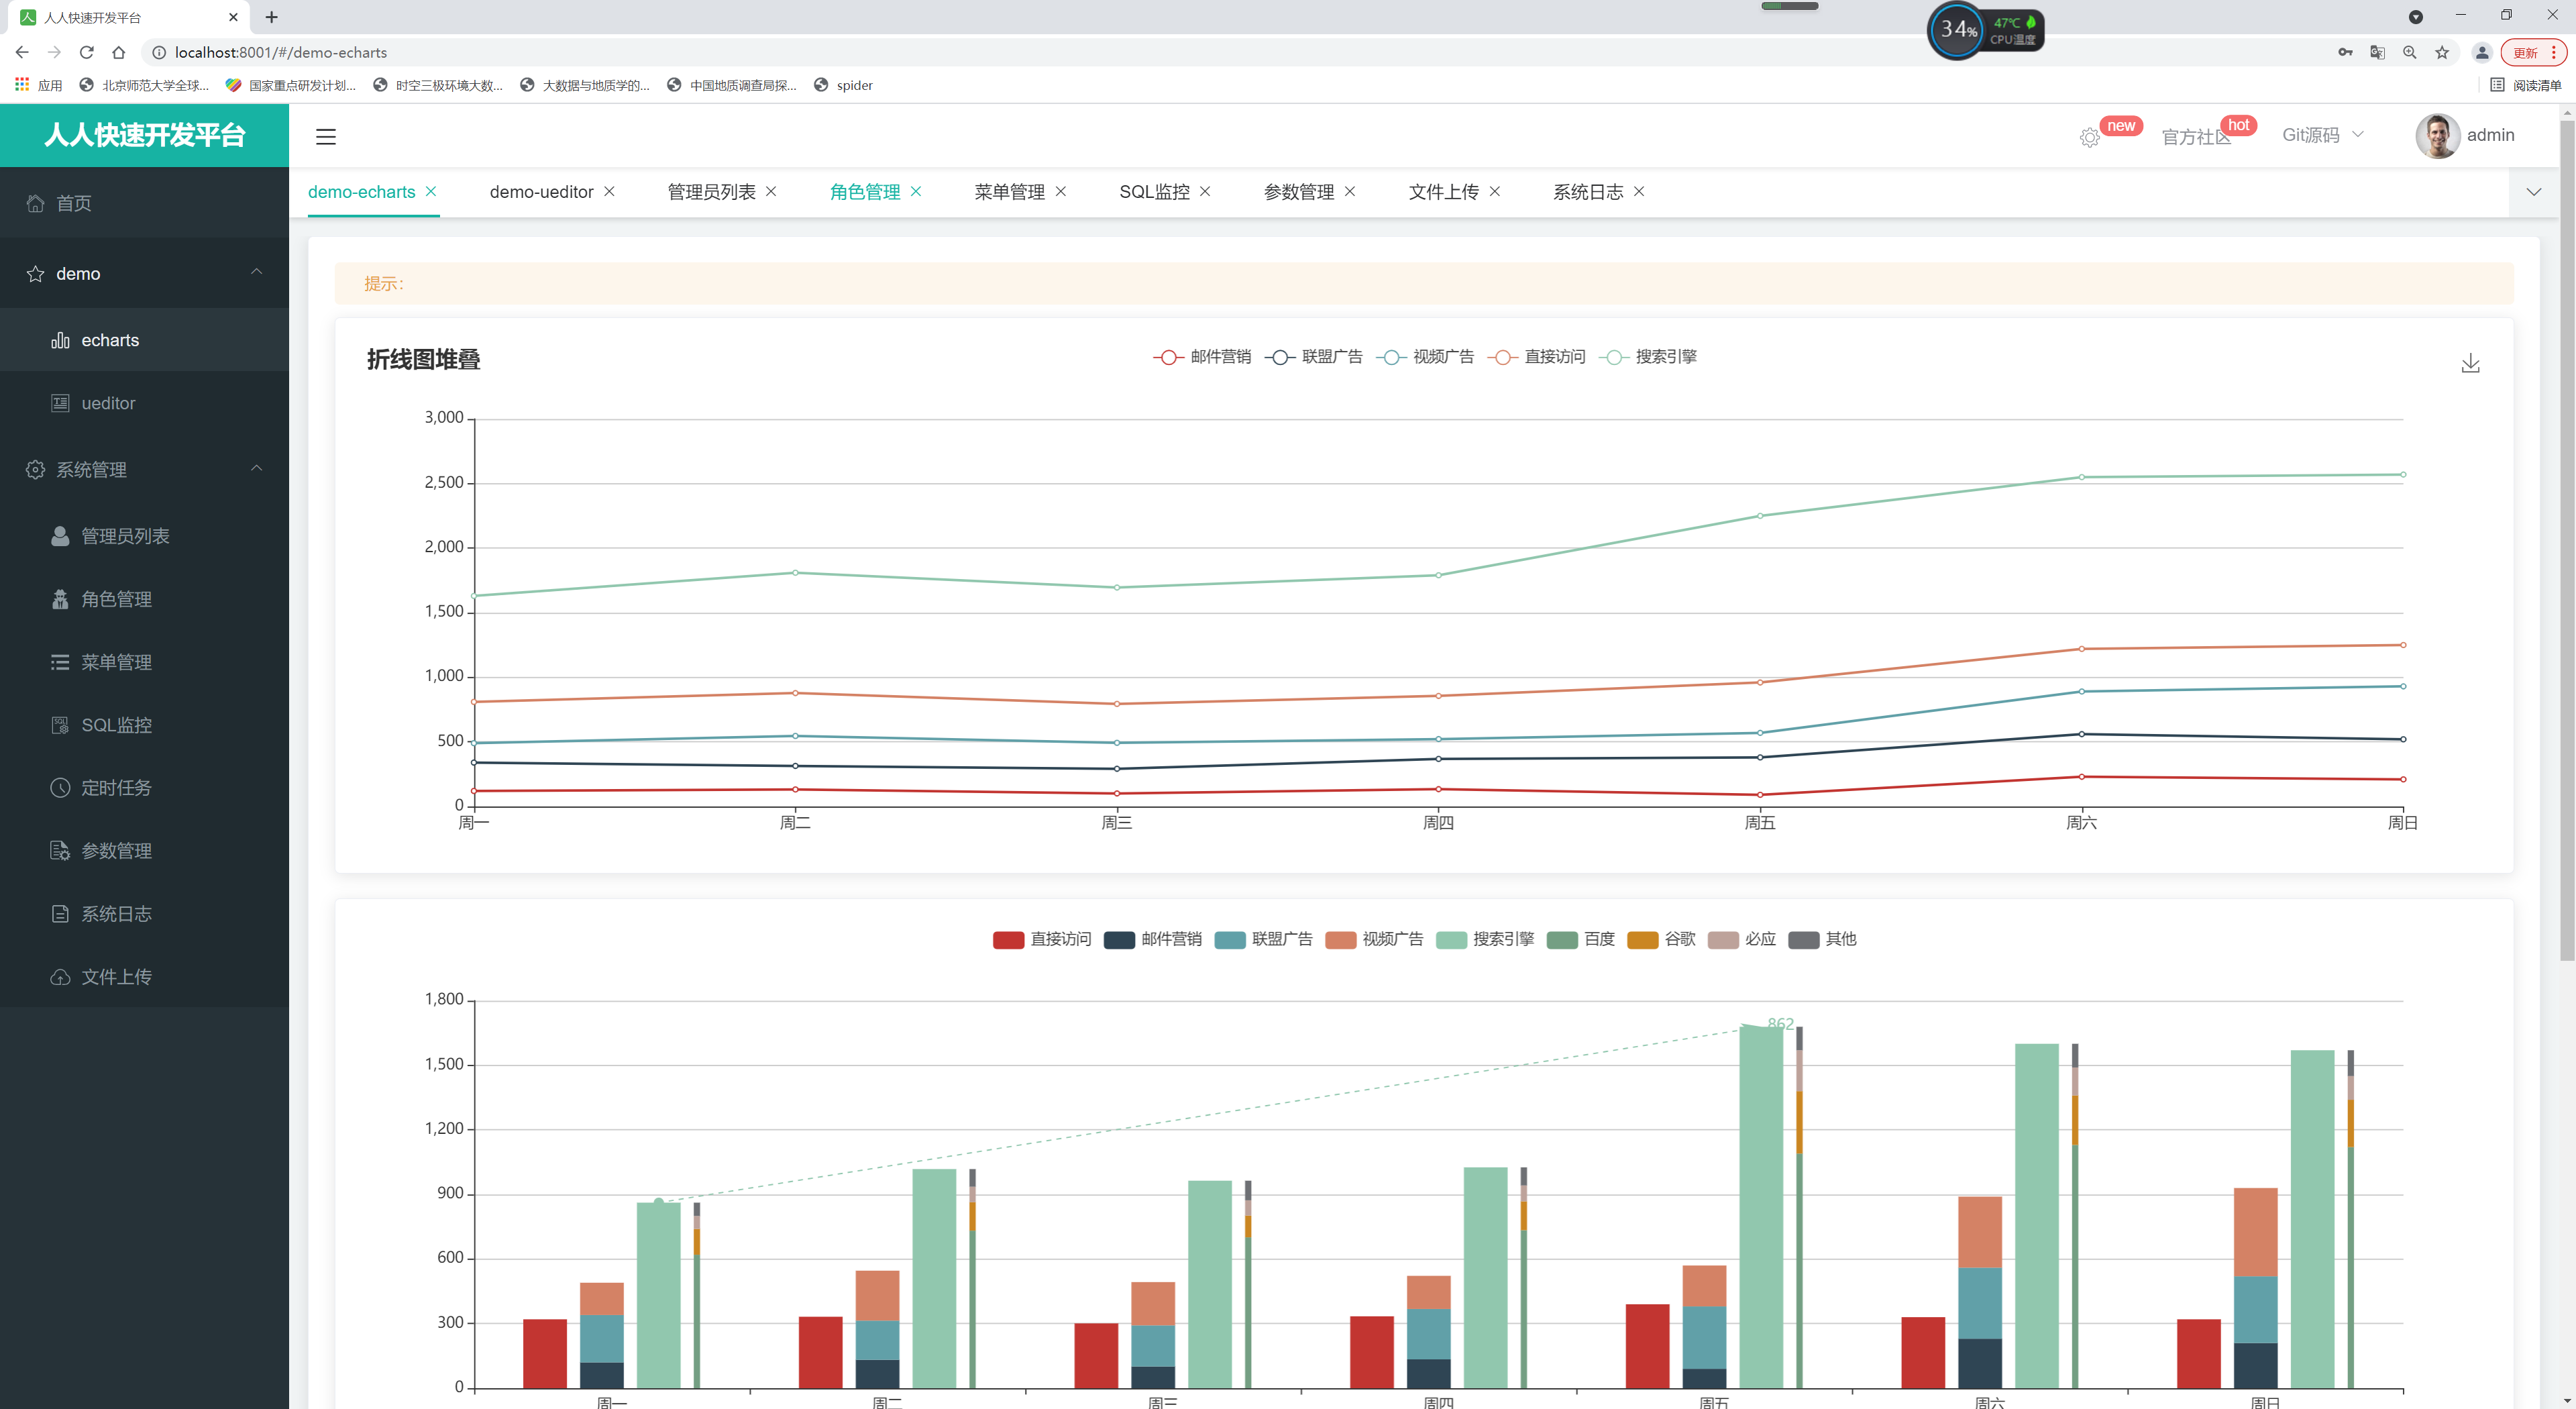 人人快速开发平台
34% 47℃
CPU温度
localhost:8001/#/demo-echarts
更新
应用 北京师范大学全球... 国家重点研发计划... 时空三极环境大数... 大数据与地质学的... 中国地质调查局探... spider 阅读清单
人人快速开发平台
new 官方社区 hot Git源码 admin
demo-echarts demo-ueditor 管理员列表 角色管理 菜单管理 SQL监控 参数管理 文件上传 系统日志
首页
demo
echarts
ueditor
系统管理
管理员列表
角色管理
菜单管理
SQL监控
定时任务
参数管理
系统日志
文件上传
提示：
折线图堆叠
邮件营销 联盟广告 视频广告 直接访问 搜索引擎
3,000
2,500
2,000
1,500
1,000
500
0
周一 周二 周三 周四 周五 周六 周日
直接访问 邮件营销 联盟广告 视频广告 搜索引擎 百度 谷歌 必应 其他
1,800
862
1,500
1,200
900
600
300
0
周一 周二 周三 周四 周五 周六 周日